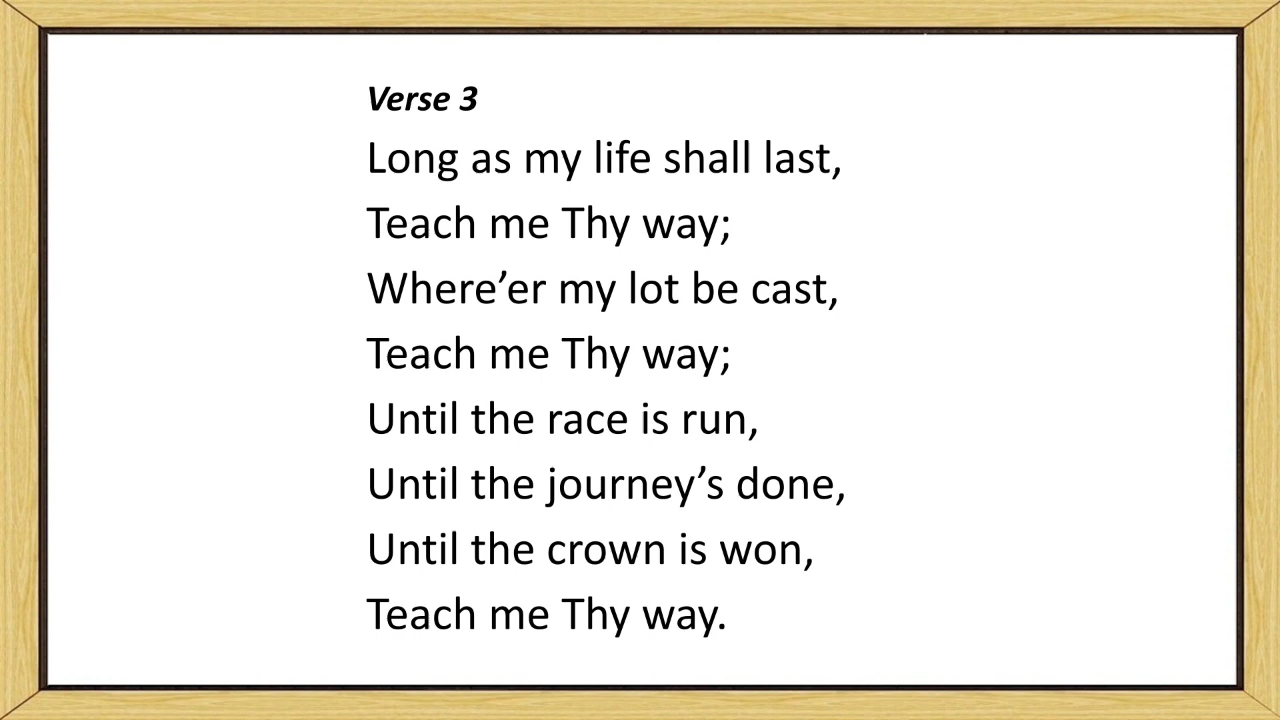 Verse 3
Long as my life shall last,
Teach me Thy way;
Where’er my lot be cast,
Teach me Thy way;
Until the race is run,
Until the journey’s done,
Until the crown is won,
Teach me Thy way.